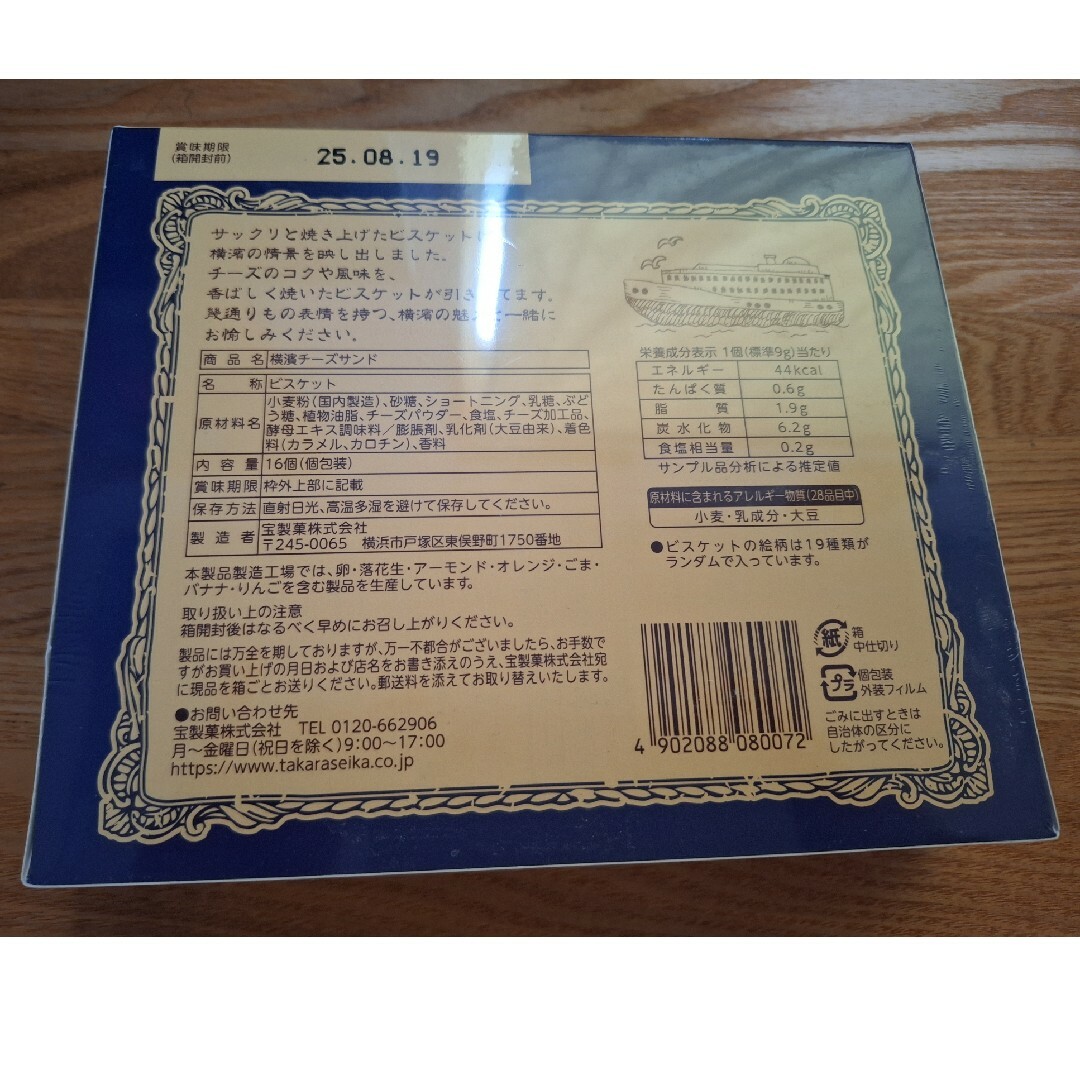 賞味期限
(箱開封前)
25.08.19
サックリと焼き上げたビスケット
横濱の情景を映し出しました。
チーズのコクや風味を、
香ばしく焼いたビスケットが引き てます。
幾通りもの表情を持つ、横濱の魅 と一緒に
お愉しみください。
商品名 横濱チーズサンド
名称 ビスケット
原材料名 小麦粉(国内製造)、砂糖、ショートニング、乳糖、ぶど
う糖、植物油脂、チーズパウダー、食塩、チーズ加工品、
酵母エキス調味料／膨脹剤、乳化剤(大豆由来)、着色
料(カラメル、カロチン)、香料
内容量 16個(個包装)
賞味期限 枠外上部に記載
保存方法 直射日光、高温多湿を避けて保存してください。
製造者 宝製菓株式会社
〒245-0065 横浜市戸塚区東俣野町1750番地
本製品製造工場では、卵・落花生・アーモンド・オレンジ・ごま・
バナナ・りんごを含む製品を生産しています。
取り扱い上の注意
箱開封後はなるべく早めにお召し上がりください。
製品には万全を期しておりますが、万一不都合がございましたら、お手数で
すがお買い上げの月日および店名をお書き添えのうえ、宝製菓株式会社宛
に現品を箱ごとお送りください。郵送料を添えてお取り替えいたします。
●お問い合わせ先
宝製菓株式会社 TEL 0120-662906
月〜金曜日(祝日を除く)9:00〜17:00
https://www.takaraseika.co.jp
栄養成分表示 1個(標準9g)当たり
エネルギー 44kcal
たんぱく質 0.6g
脂質 1.9g
炭水化物 6.2g
食塩相当量 0.2g
サンプル品分析による推定値
原材料に含まれるアレルギー物質(28品目中)
小麦・乳成分・大豆
●ビスケットの絵柄は19種類が
ランダムで入っています。
4 902088 080072
紙 箱
中仕切り
プラ 個包装
外装フィルム
ごみに出すときは
自治体の区分に
したがってください。